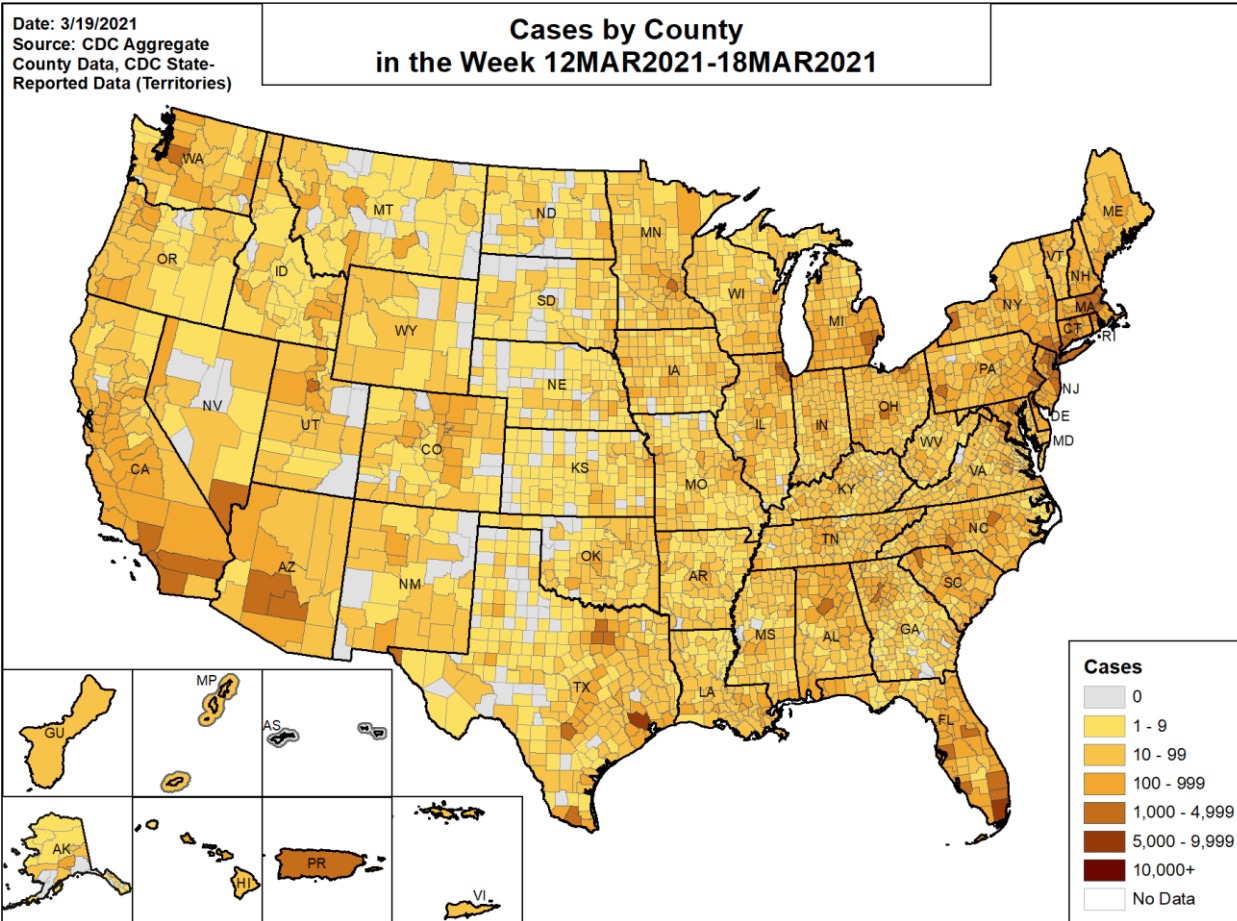 Date: 3/19/2021
Source: CDC Aggregate
County Data, CDC State-
Reported Data (Territories)
Cases by County
in the Week 12MAR2021-18MAR2021
WA
MT
ND
MN
ME
OR
ID
SD
WI
MI
VT
NH
NY
MA
CT
RI
WY
IA
NE
PA
NJ
NV
UT
CO
IL
IN
OH
DE
MD
WV
VA
CA
KS
MO
KY
NC
TN
AZ
NM
OK
AR
SC
MS
AL
GA
TX
LA
FL
GU
MP
AS
AK
HI
PR
VI
Cases
0
1 - 9
10 - 99
100 - 999
1,000 - 4,999
5,000 - 9,999
10,000+
No Data